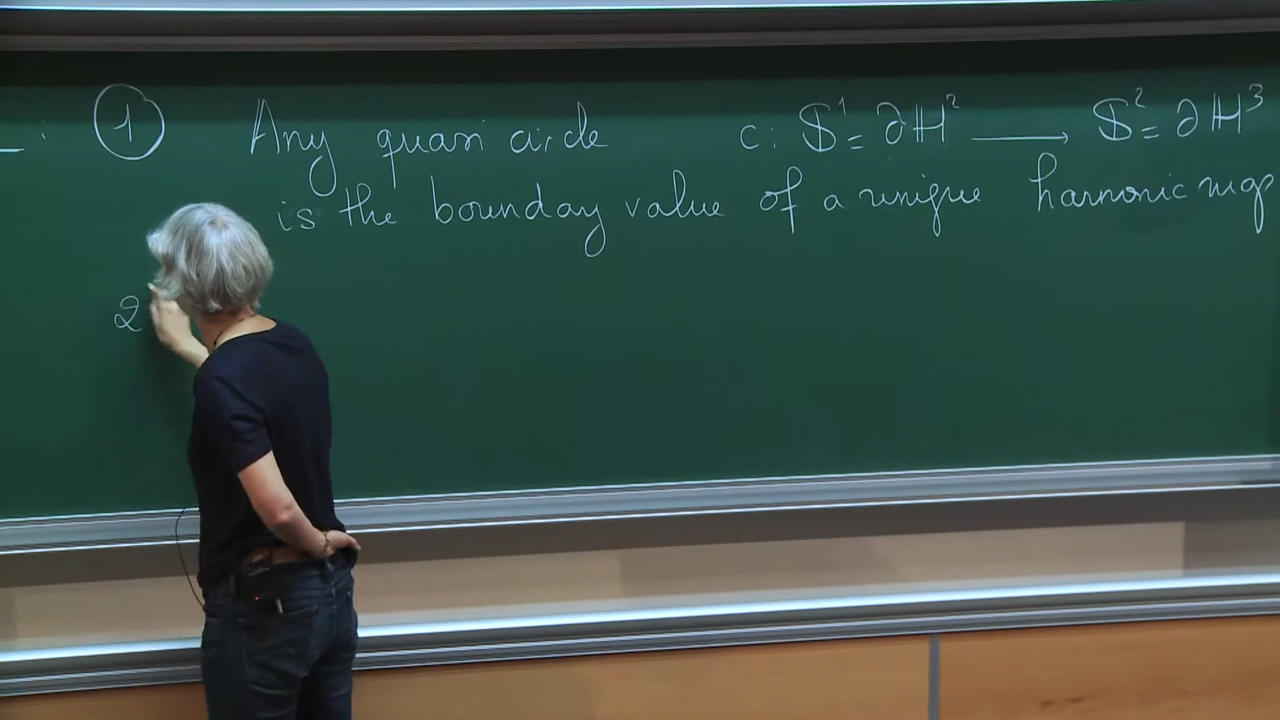 : ① Any quasi circle c: 𝕊¹ = ∂ℍ² ⟶ 𝕊² = ∂ℍ³
is the boundary value of a unique harmonic map
2